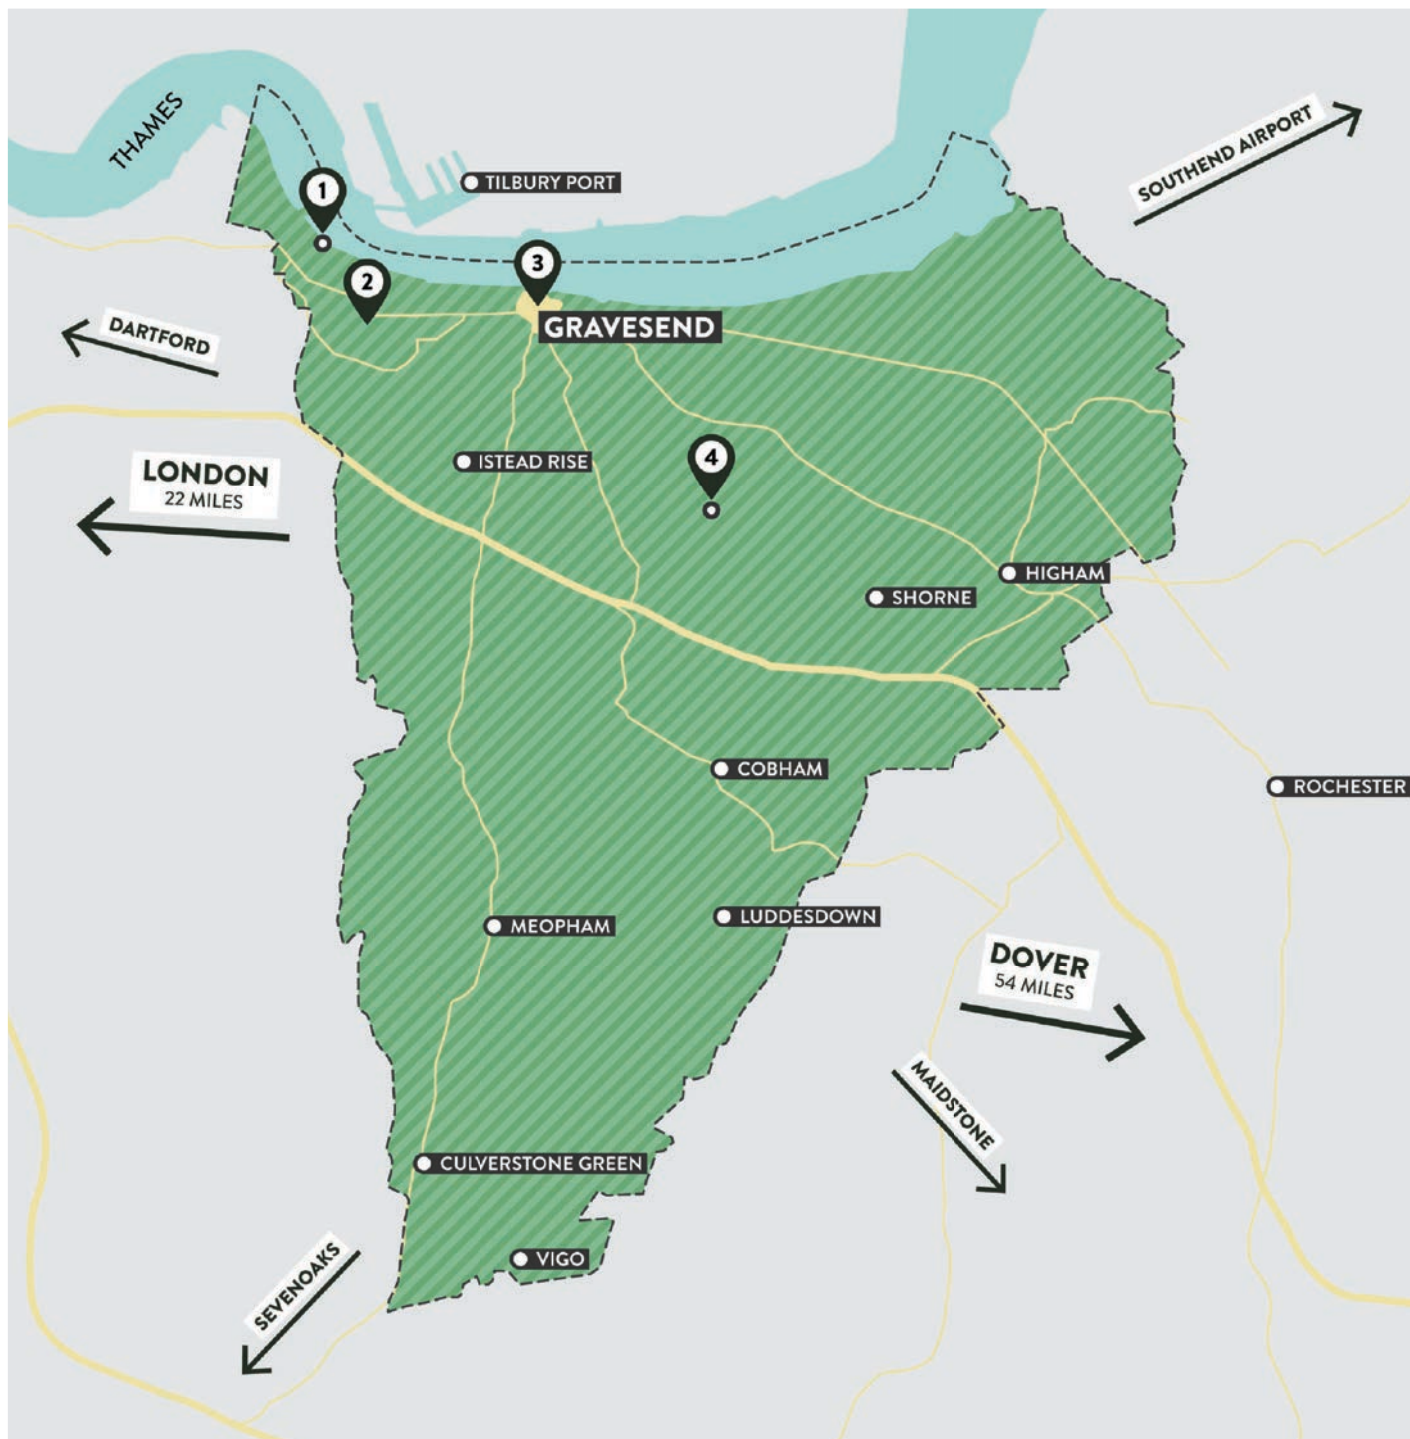 THAMES
SOUTHEND AIRPORT
1
TILBURY PORT
2
3
GRAVESEND
DARTFORD
LONDON
22 MILES
ISTEAD RISE
4
HIGHAM
SHORNE
COBHAM
ROCHESTER
MEOPHAM
LUDDESDOWN
DOVER
54 MILES
MAIDSTONE
CULVERSTONE GREEN
VIGO
SEVENOAKS